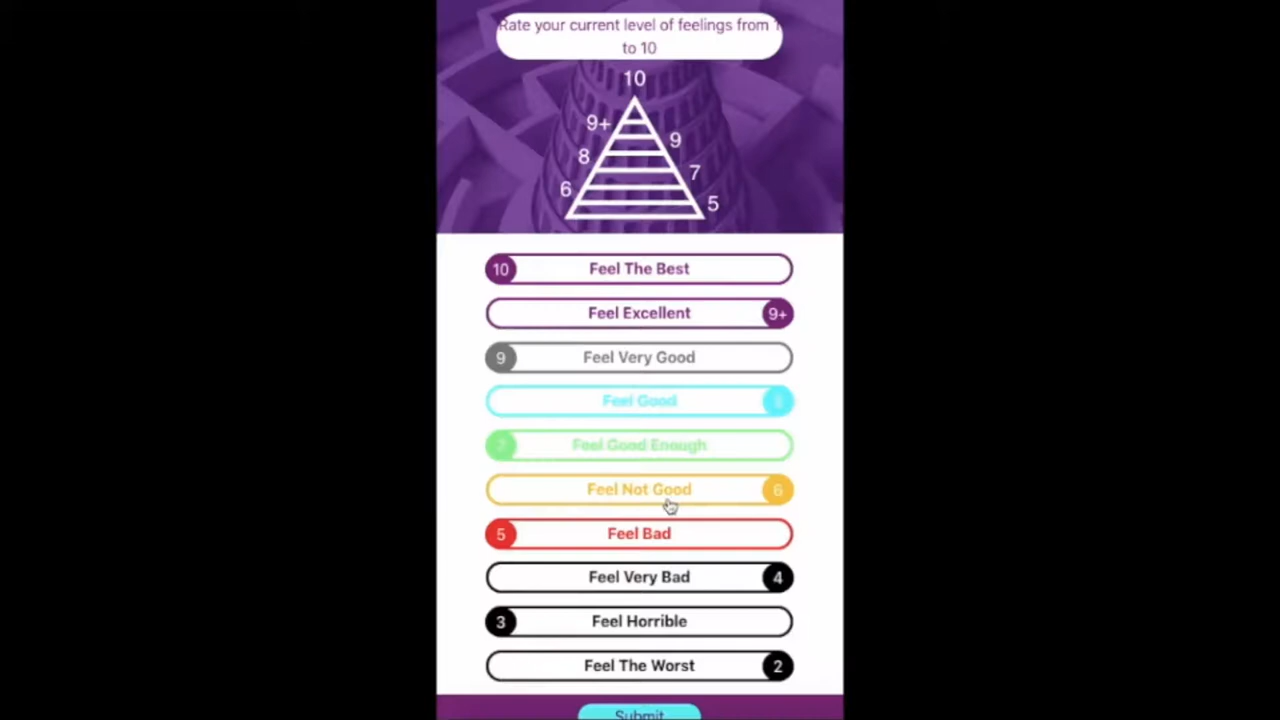 Rate your current level of feelings from 1
to 10
10
9+
9
8
7
6
5
10 Feel The Best
Feel Excellent 9+
9 Feel Very Good
Feel Good 8
7 Feel Good Enough
Feel Not Good 6
5 Feel Bad
Feel Very Bad 4
3 Feel Horrible
Feel The Worst 2
Submit